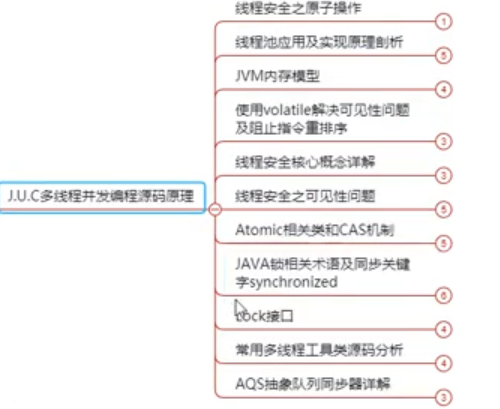 线程安全之原子操作
1
线程池应用及实现原理剖析
5
JVM内存模型
4
使用volatile解决可见性问题
及阻止指令重排序
3
线程安全核心概念详解
3
J.U.C多线程并发编程源码原理
线程安全之可见性问题
5
Atomic相关类和CAS机制
5
JAVA锁相关术语及同步关键
字synchronized
6
Lock接口
4
常用多线程工具类源码分析
4
AQS抽象队列同步器详解
3